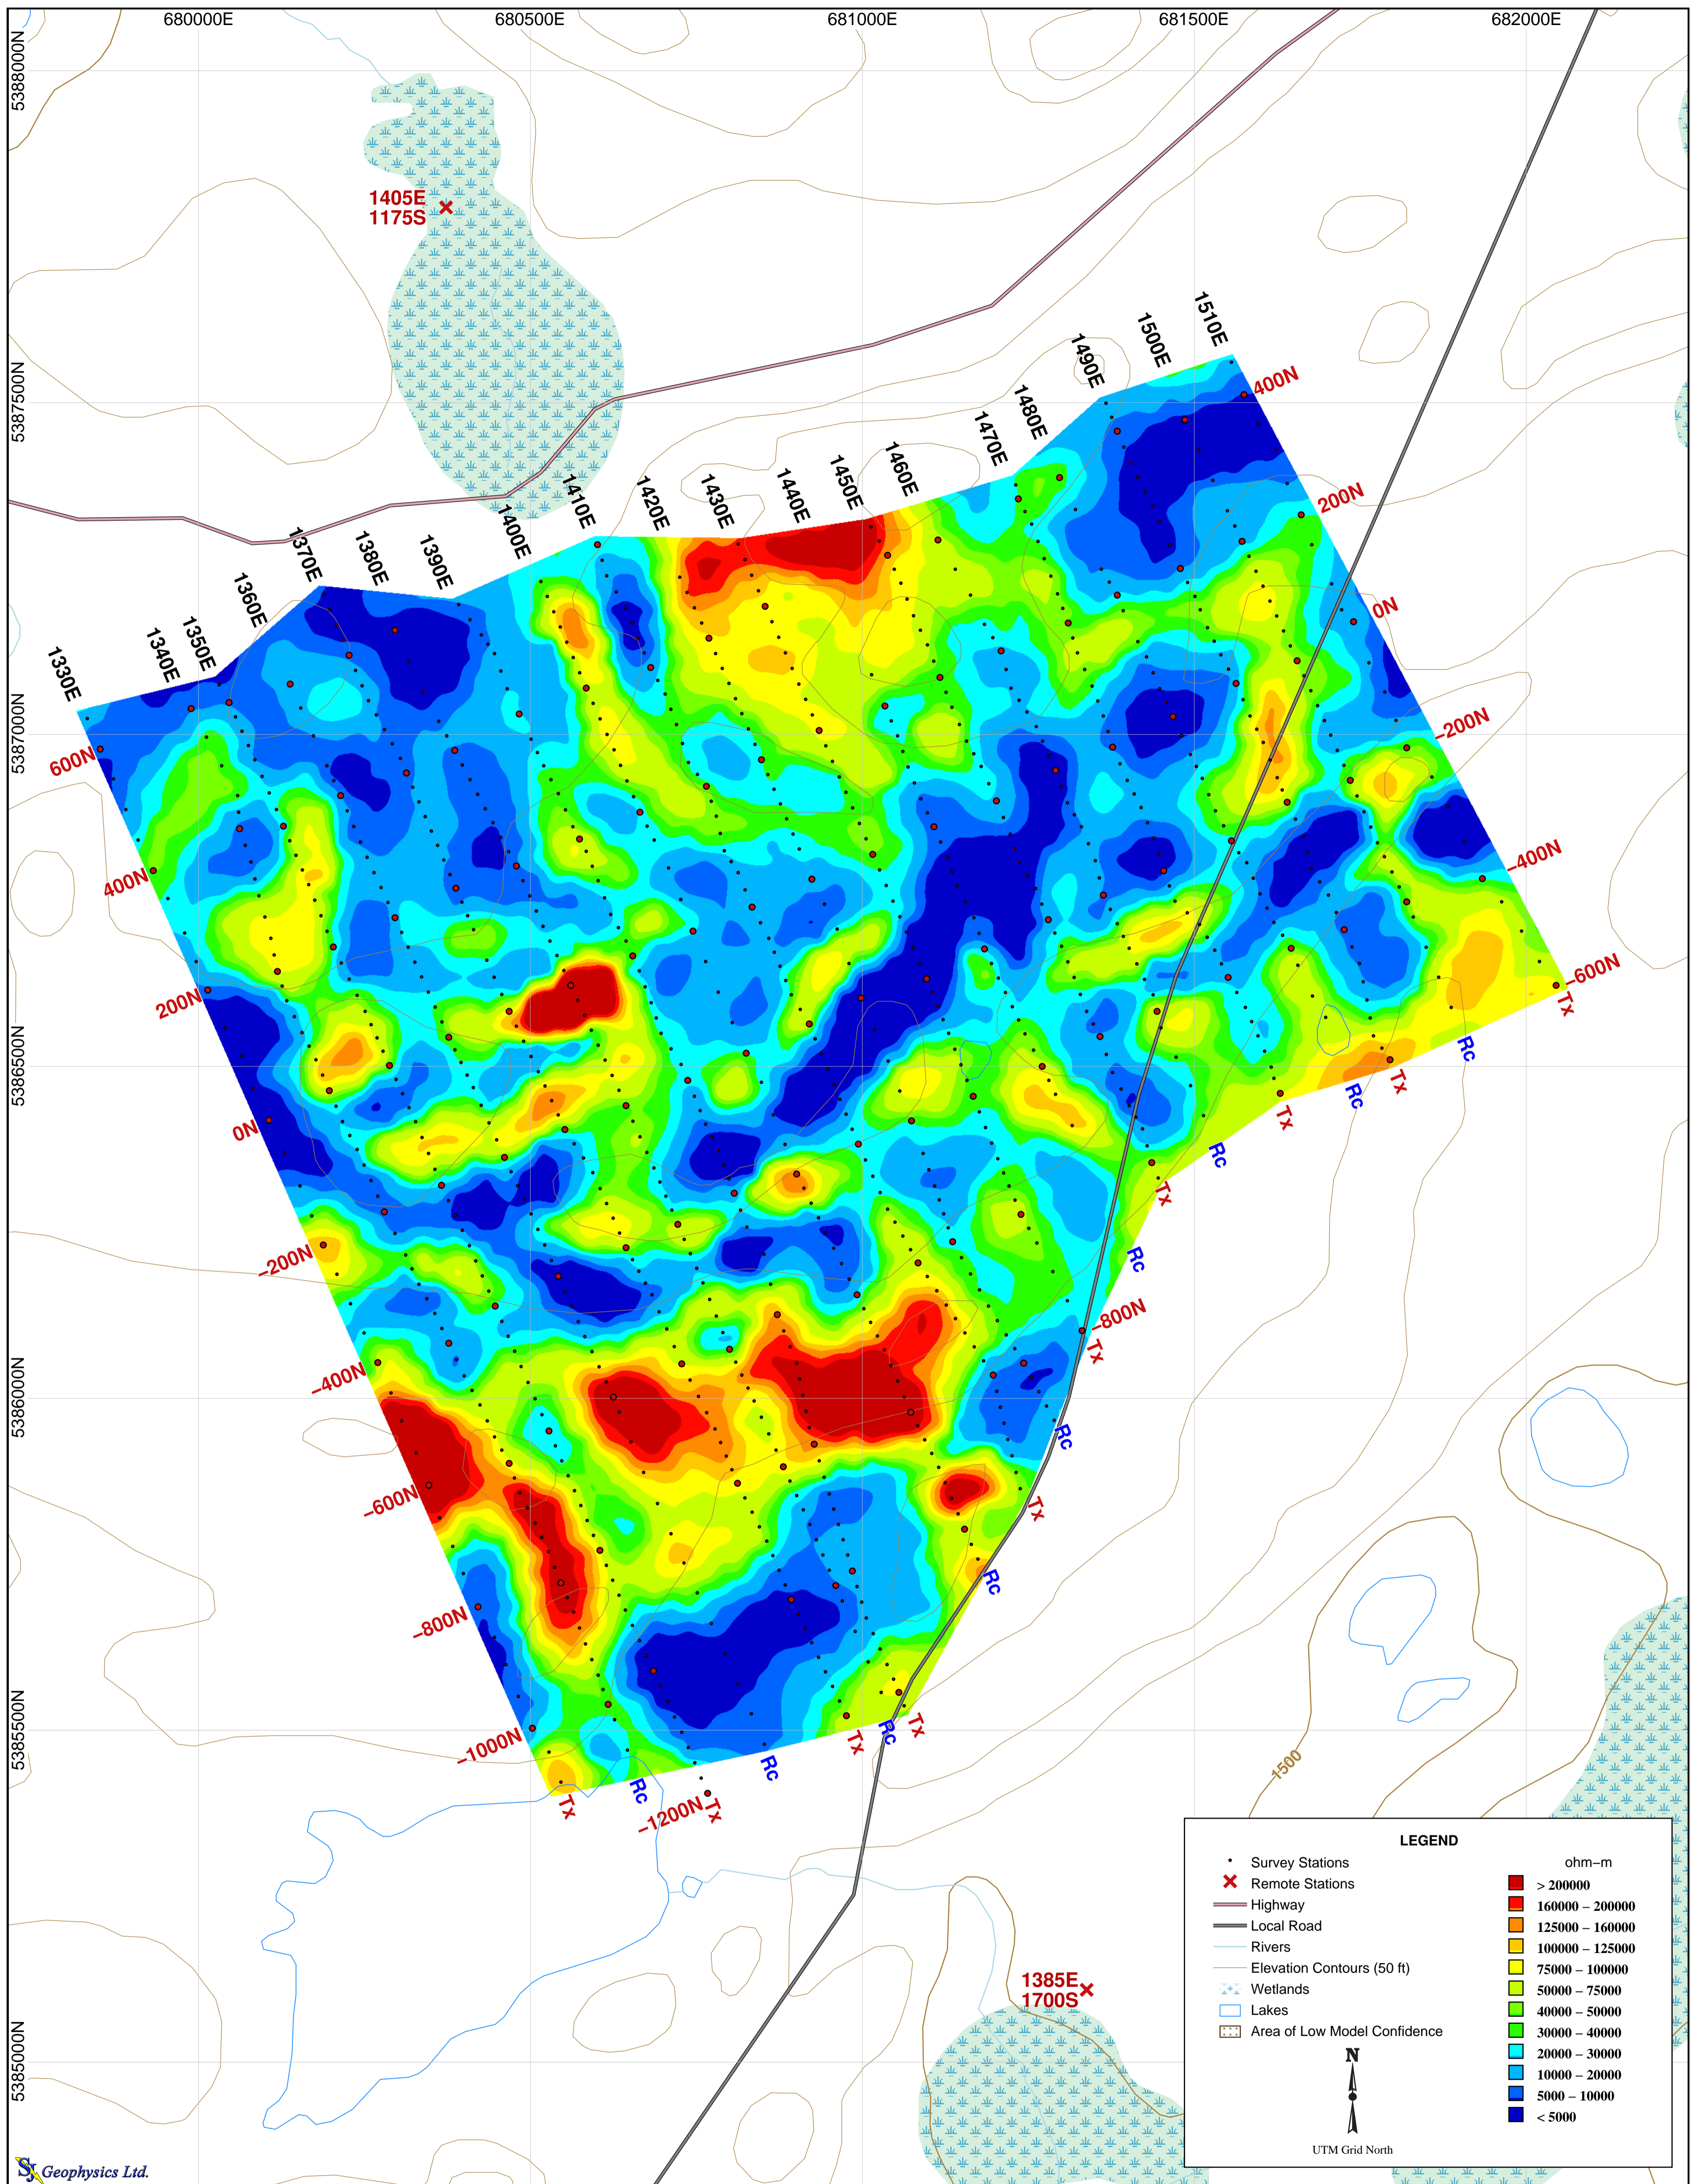 680000E 680500E 681000E 681500E 682000E
5388000N
5387500N
5387000N
5386500N
5386000N
5385500N
5385000N
1405E
1175S
1330E
1340E
1350E
1360E
1370E
1380E
1390E
1400E
1410E
1420E
1430E
1440E
1450E
1460E
1470E
1480E
1490E
1500E
1510E
400N
200N
0N
–200N
–400N
–600N
–800N
600N
400N
200N
0N
–200N
–400N
–600N
–800N
–1000N
–1200N
Tx
Rc
Tx
Rc
Tx
Rc
Tx
Rc
Tx
Rc
Tx
Rc
Tx
Rc
Tx
Rc
Tx
Rc
Tx
1500
1385E
1700S
LEGEND
Survey Stations
Remote Stations
Highway
Local Road
Rivers
Elevation Contours (50 ft)
Wetlands
Lakes
Area of Low Model Confidence
ohm–m
> 200000
160000 – 200000
125000 – 160000
100000 – 125000
75000 – 100000
50000 – 75000
40000 – 50000
30000 – 40000
20000 – 30000
10000 – 20000
5000 – 10000
< 5000
N
UTM Grid North
SJ Geophysics Ltd.